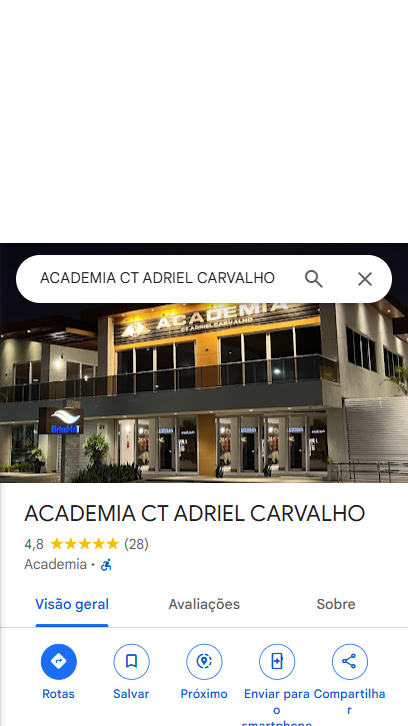 ACADEMIA CT ADRIEL CARVALHO
ACADEMIA
CT ADRIEL CARVALHO
ACADEMIA CT ADRIEL CARVALHO
4,8 ★★★★★ (28)
Academia ·
Visão geral Avaliações Sobre
Rotas Salvar Próximo Enviar para o smartphone Compartilhar